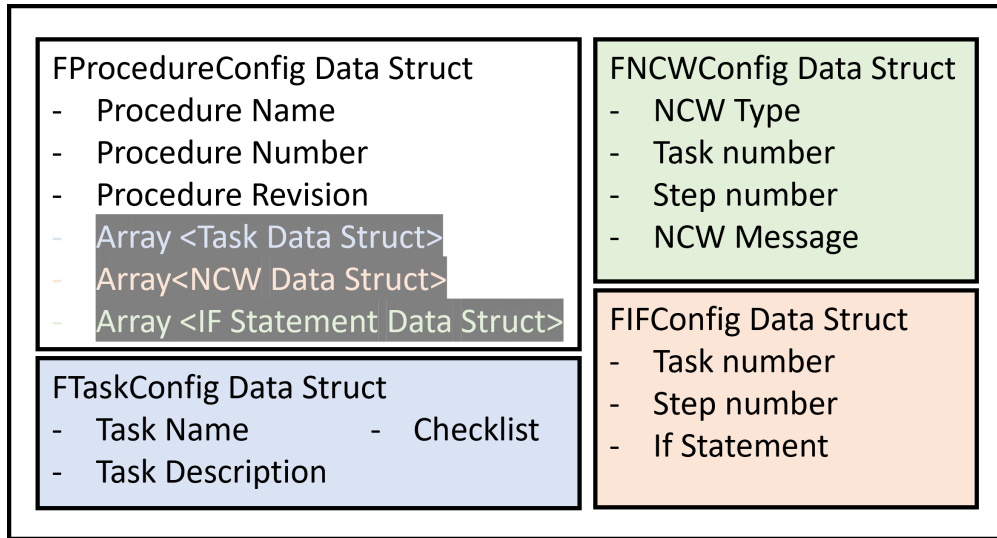 FProcedureConfig Data Struct
- Procedure Name
- Procedure Number
- Procedure Revision
- Array <Task Data Struct>
- Array<NCW Data Struct>
- Array <IF Statement Data Struct>
FTaskConfig Data Struct
- Task Name - Checklist
- Task Description
FNCWConfig Data Struct
- NCW Type
- Task number
- Step number
- NCW Message
FIFConfig Data Struct
- Task number
- Step number
- If Statement